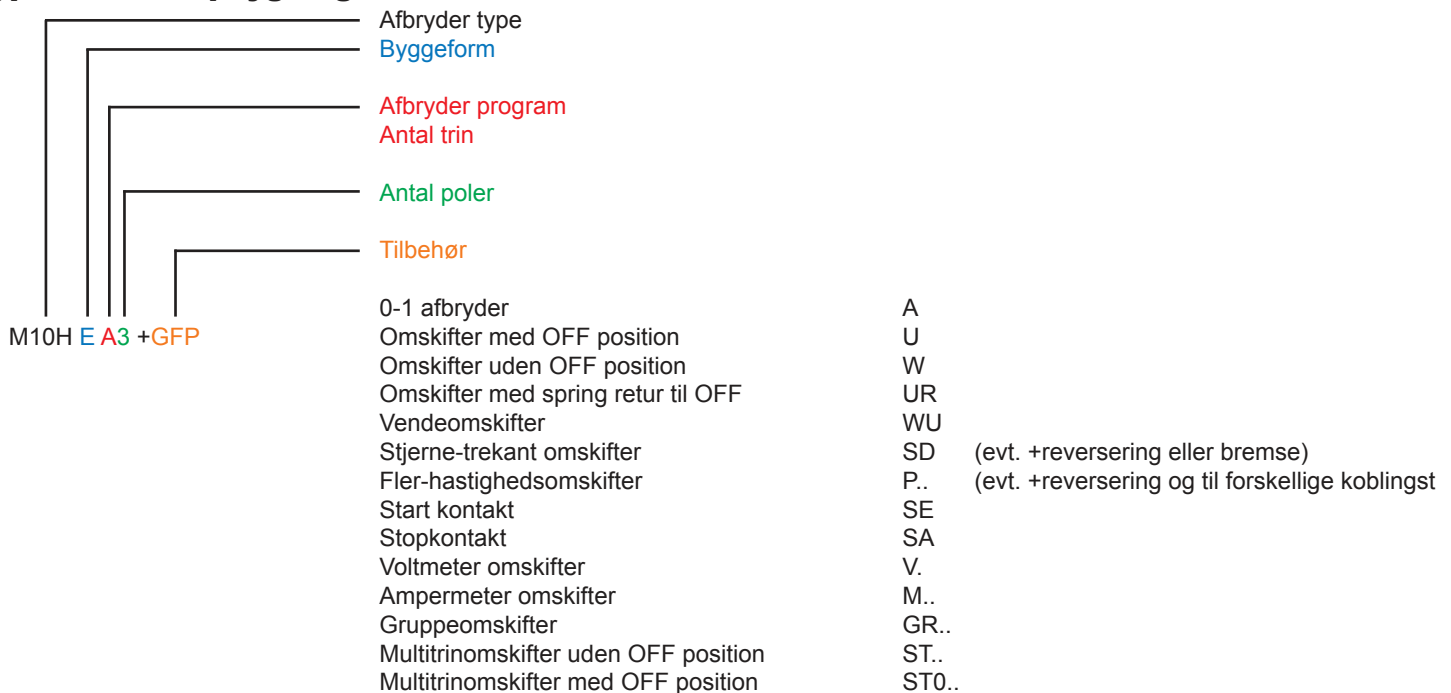 Afbryder type
Byggeform
Afbryder program
Antal trin
Antal poler
Tilbehør
M10H E A3 +GFP
0-1 afbryder A
Omskifter med OFF position U
Omskifter uden OFF position W
Omskifter med spring retur til OFF UR
Vendeomskifter WU
Stjerne-trekant omskifter SD (evt. +reversering eller bremse)
Fler-hastighedsomskifter P.. (evt. +reversering og til forskellige koblingst
Start kontakt SE
Stopkontakt SA
Voltmeter omskifter V.
Ampermeter omskifter M..
Gruppeomskifter GR..
Multitrinomskifter uden OFF position ST..
Multitrinomskifter med OFF position ST0..